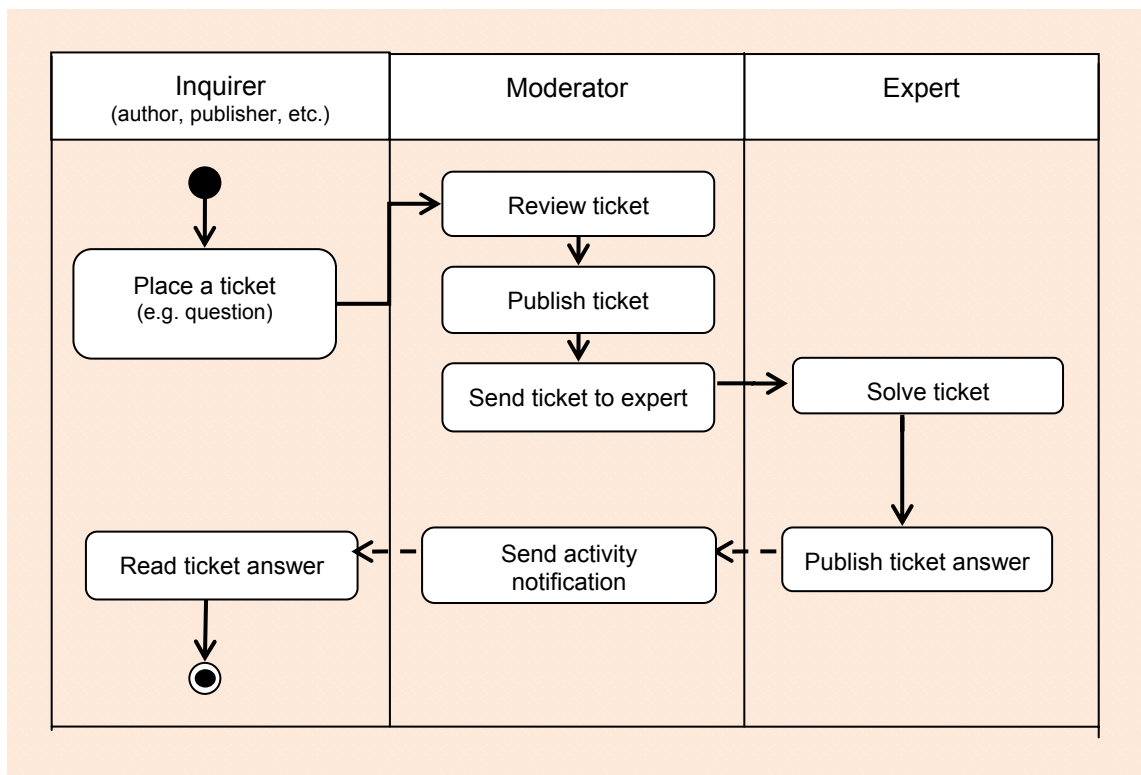 Inquirer
(author, publisher, etc.)
Moderator
Expert
Place a ticket
(e.g. question)
Review ticket
Publish ticket
Send ticket to expert
Solve ticket
Publish ticket answer
Send activity
notification
Read ticket answer